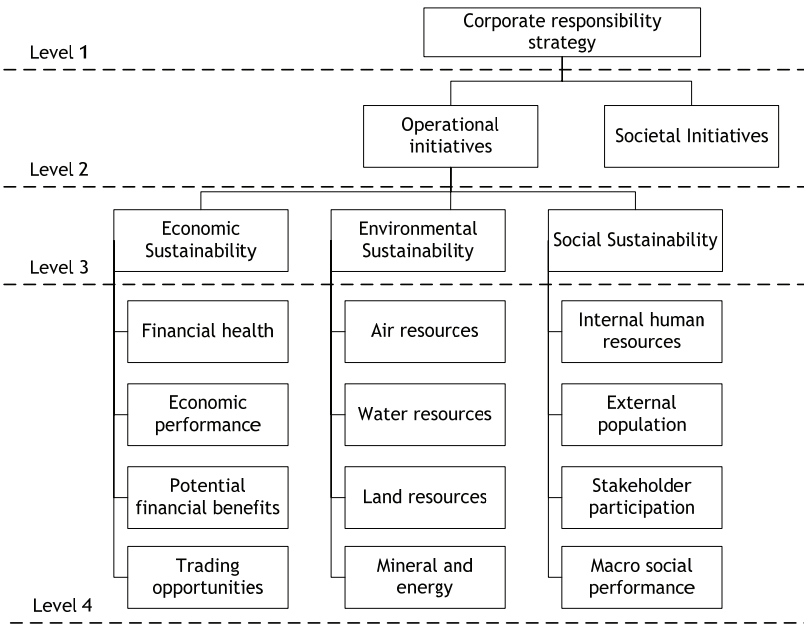 Corporate responsibility
strategy
Level 1
Operational
initiatives
Societal Initiatives
Level 2
Economic
Sustainability
Environmental
Sustainability
Social Sustainability
Level 3
Financial health
Air resources
Internal human
resources
Economic
performance
Water resources
External
population
Potential
financial benefits
Land resources
Stakeholder
participation
Trading
opportunities
Mineral and
energy
Macro social
performance
Level 4